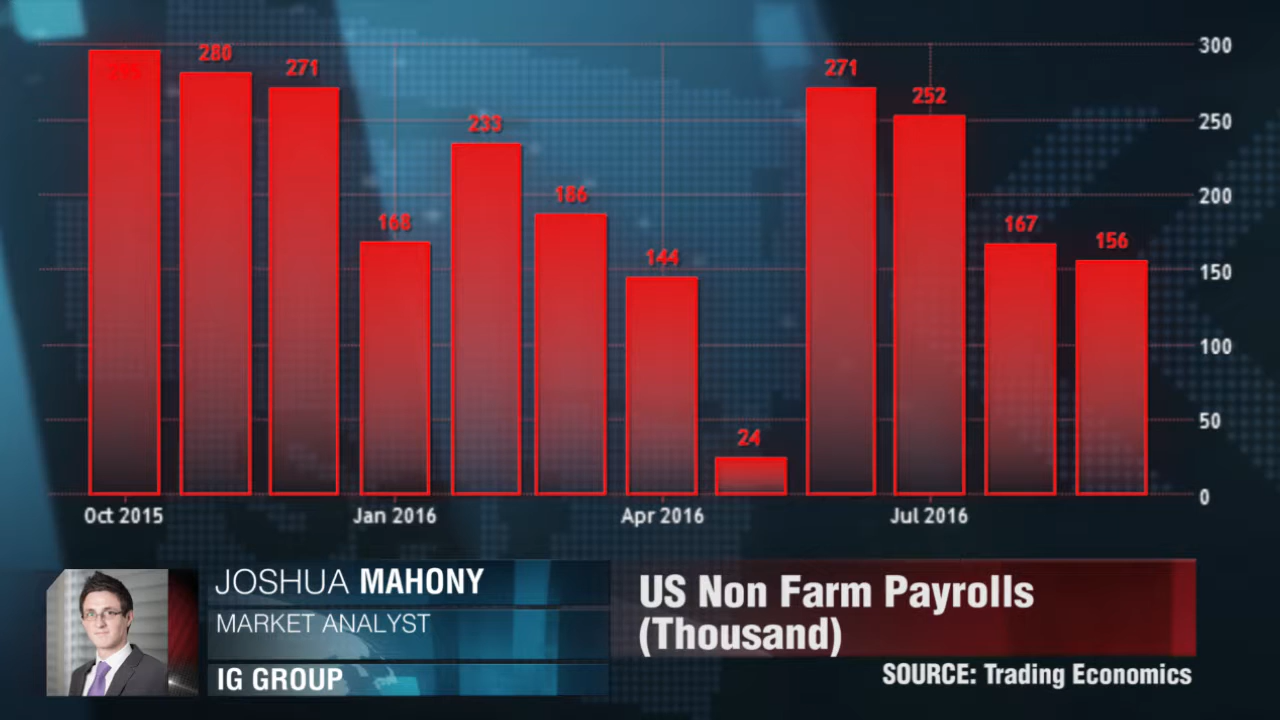 295
280
271
168
233
186
144
24
271
252
167
156
300
250
200
150
100
50
0
Oct 2015
Jan 2016
Apr 2016
Jul 2016
JOSHUA MAHONY
MARKET ANALYST
IG GROUP
US Non Farm Payrolls
(Thousand)
SOURCE: Trading Economics